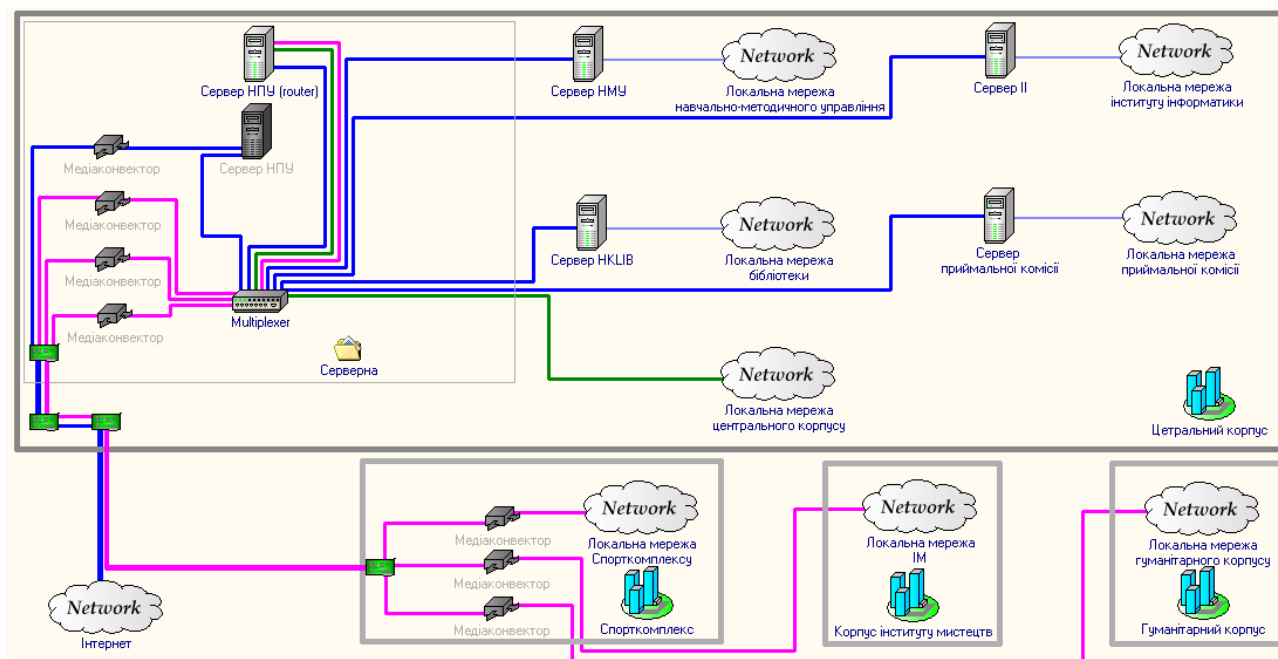 Network
Network
Сервер НПУ (router)
Сервер НМУ
Локальна мережа
навчально-методичного управління
Сервер ІІ
Локальна мережа
інституту інформатики
Медіаконвектор
Сервер НПУ
Медіаконвектор
Network
Network
Сервер HKLIB
Локальна мережа
бібліотеки
Сервер
приймальної комісії
Локальна мережа
приймальної комісії
Медіаконвектор
Multiplexer
Медіаконвектор
Серверна
Network
Локальна мережа
центрального корпусу
Цетральний корпус
Network
Network
Network
Медіаконвектор
Локальна мережа
Спорткомплексу
Локальна мережа
ІМ
Локальна мережа
гуманітарного корпусу
Медіаконвектор
Network
Інтернет
Медіаконвектор
Спорткомплекс
Корпус інституту мистецтв
Гуманітарний корпус